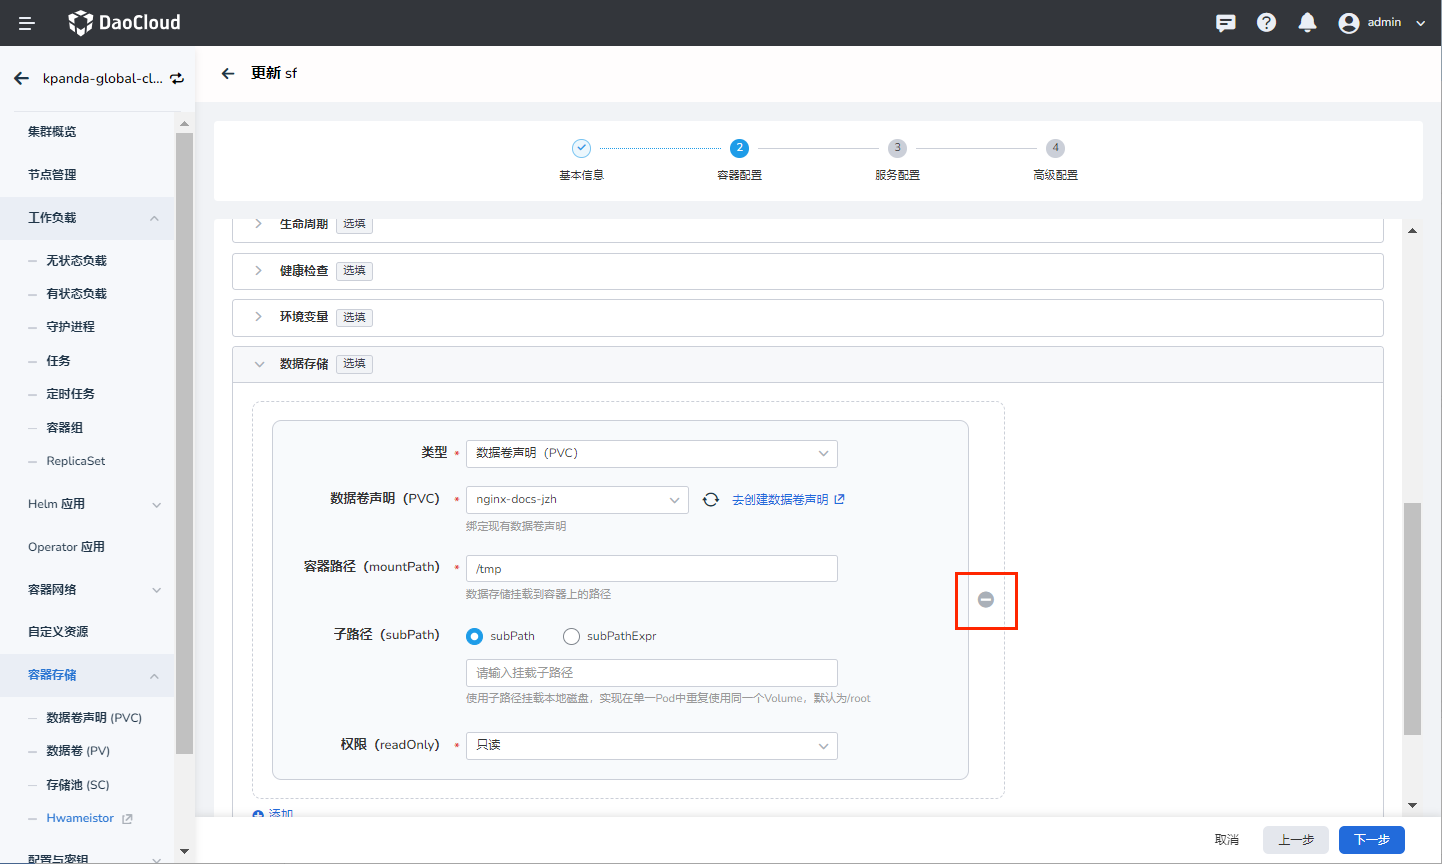 DaoCloud
admin
kpanda-global-cl...
更新 sf
集群概览
节点管理
工作负载
无状态负载
有状态负载
守护进程
任务
定时任务
容器组
ReplicaSet
Helm 应用
Operator 应用
容器网络
自定义资源
容器存储
数据卷声明 (PVC)
数据卷 (PV)
存储池 (SC)
Hwameistor
配置与密钥
2
3
4
基本信息
容器配置
服务配置
高级配置
生命周期 选填
健康检查 选填
环境变量 选填
数据存储 选填
类型 * 数据卷声明（PVC）
数据卷声明（PVC） * nginx-docs-jzh 去创建数据卷声明
绑定现有数据卷声明
容器路径（mountPath） * /tmp
数据存储挂载到容器上的路径
子路径（subPath） subPath subPathExpr
请输入挂载子路径
使用子路径挂载本地磁盘，实现在单一Pod中重复使用同一个Volume，默认为/root
权限（readOnly） * 只读
添加
取消 上一步 下一步